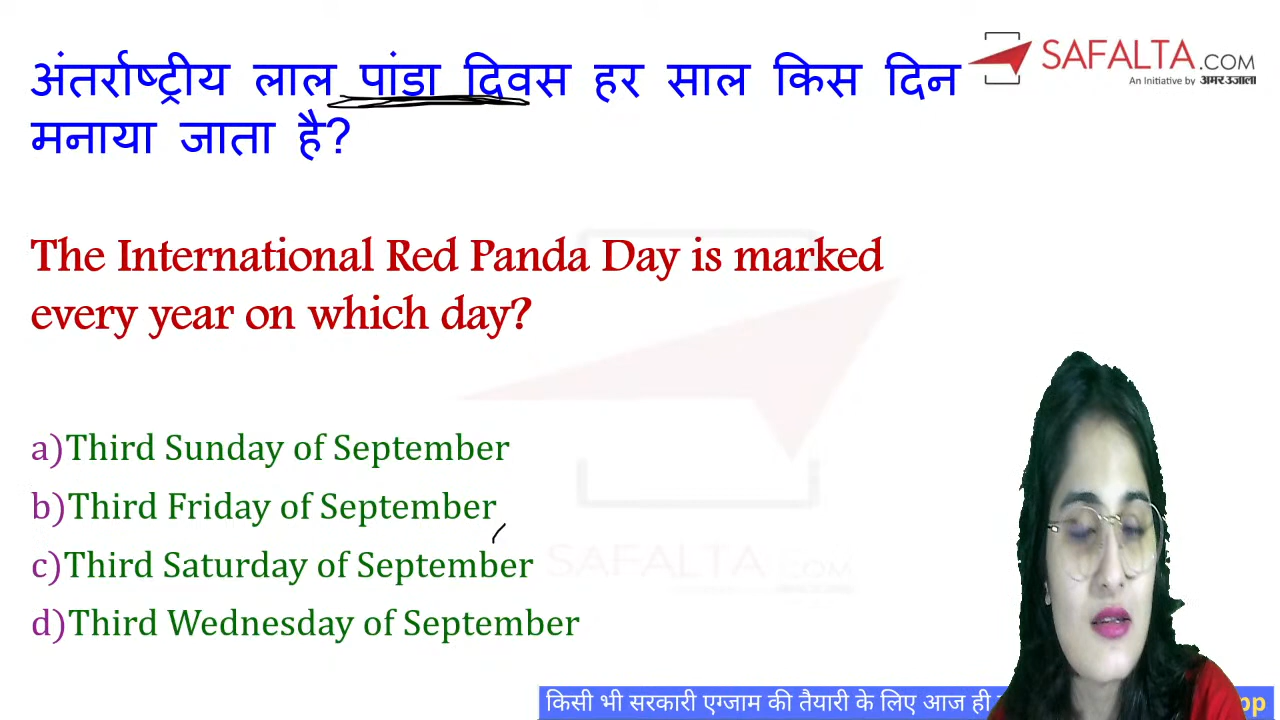 अंतर्राष्ट्रीय लाल पांडा दिवस हर साल किस दिन
मनाया जाता है?
SAFALTA.COM
An Initiative by अमर उजाला
The International Red Panda Day is marked
every year on which day?
a)Third Sunday of September
b)Third Friday of September
c)Third Saturday of September
d)Third Wednesday of September
SAFALTA.COM
किसी भी सरकारी एग्जाम की तैयारी के लिए आज ही